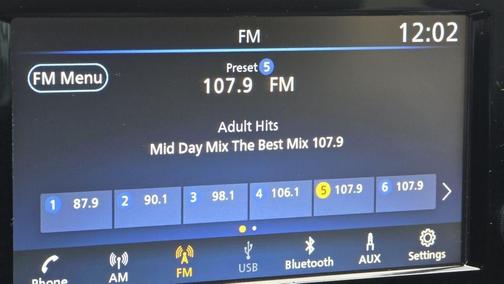 FM 12:02
FM Menu
Preset 5
107.9 FM
Adult Hits
Mid Day Mix The Best Mix 107.9
1 87.9 2 90.1 3 98.1 4 106.1 5 107.9 6 107.9
Phone AM FM USB Bluetooth AUX Settings